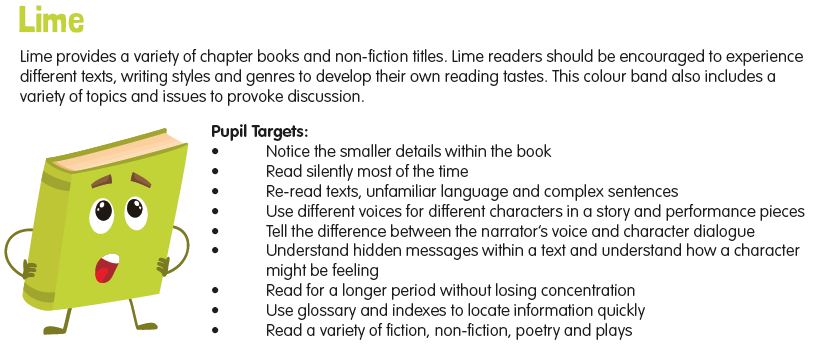 Lime
Lime provides a variety of chapter books and non-fiction titles. Lime readers should be encouraged to experience
different texts, writing styles and genres to develop their own reading tastes. This colour band also includes a
variety of topics and issues to provoke discussion.
Pupil Targets:
• Notice the smaller details within the book
• Read silently most of the time
• Re-read texts, unfamiliar language and complex sentences
• Use different voices for different characters in a story and performance pieces
• Tell the difference between the narrator's voice and character dialogue
• Understand hidden messages within a text and understand how a character
might be feeling
• Read for a longer period without losing concentration
• Use glossary and indexes to locate information quickly
• Read a variety of fiction, non-fiction, poetry and plays